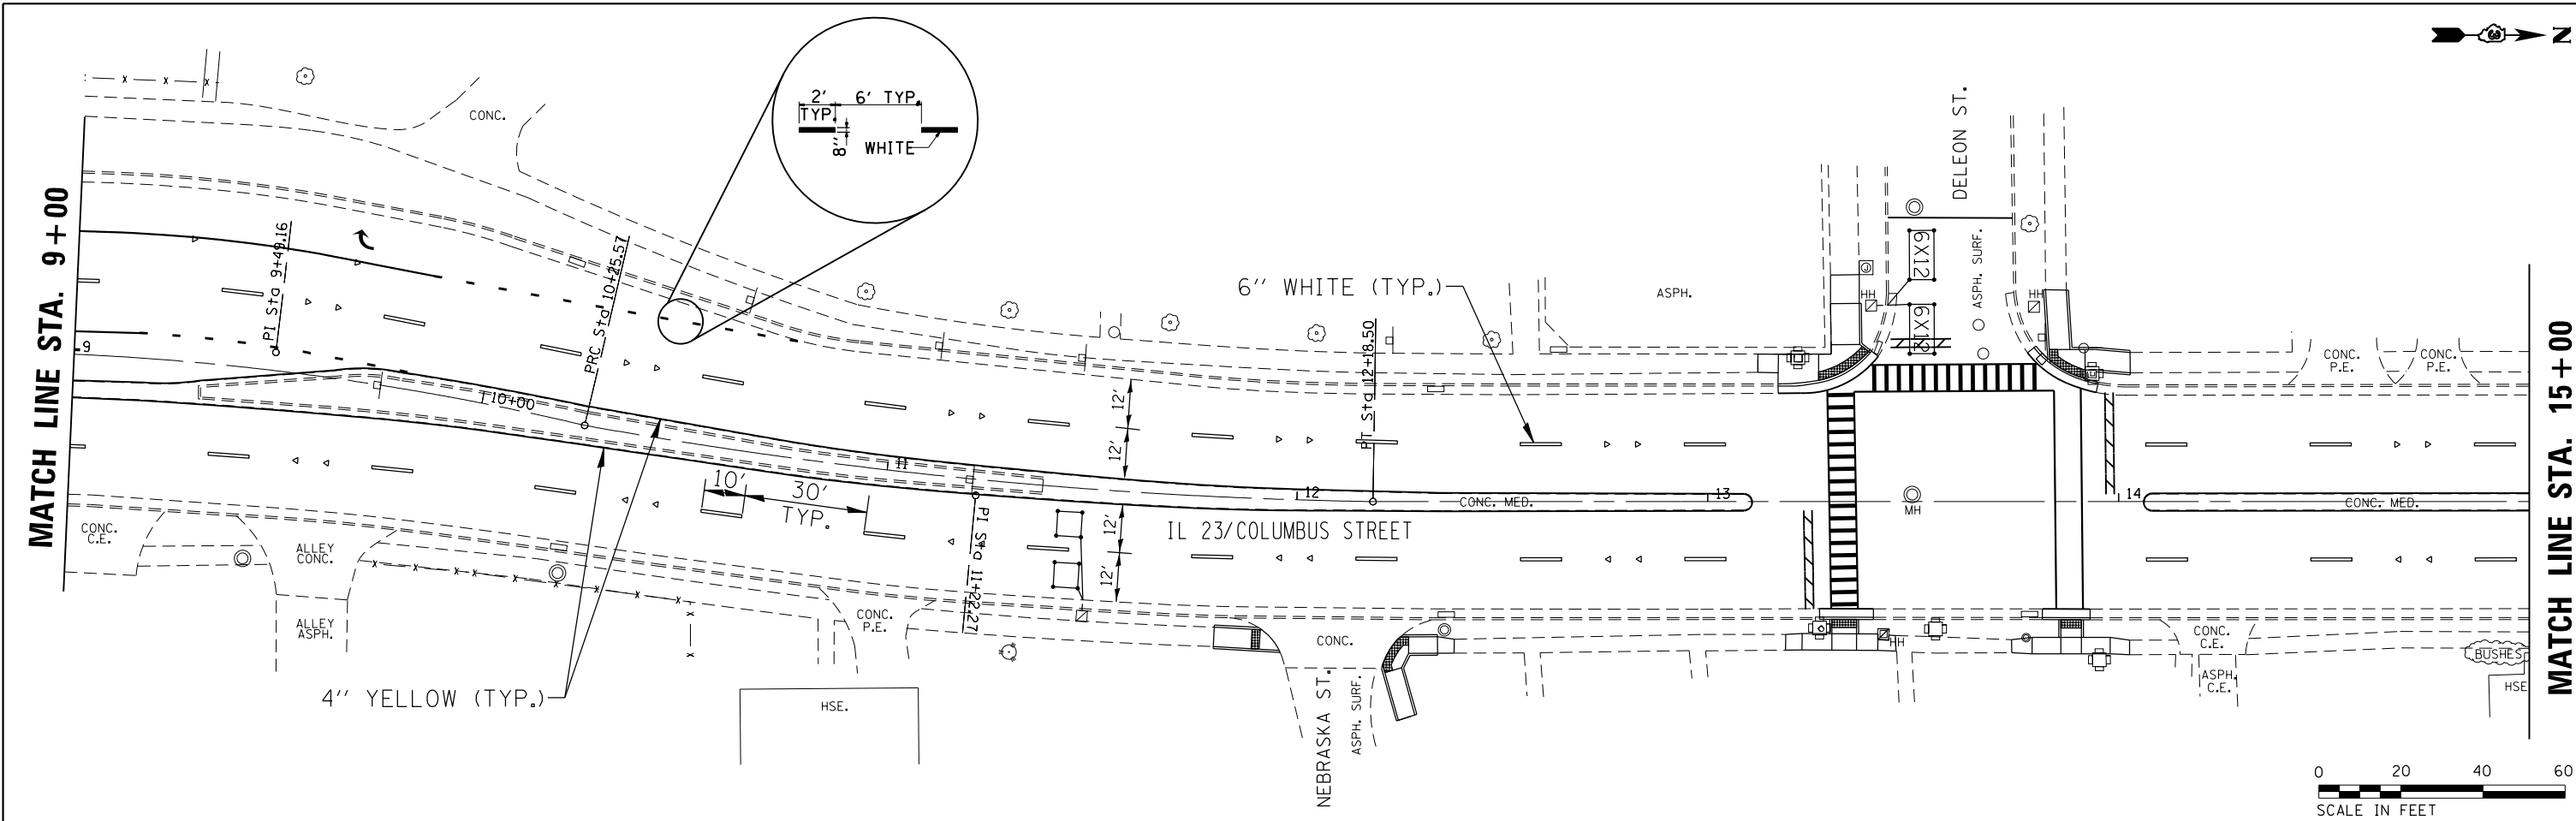 N
2' 6' TYP.
TYP.
8"
WHITE
CONC.
DELEON ST.
MATCH LINE STA. 9+00
PI Sta 9+49.16
PRC Sta 10+25.57
6" WHITE (TYP.)
ASPH.
6X12
6X12
ASPH. SURF.
HH
HH
9
10+00
12'
12'
PT Sta 12+18.50
CONC. P.E.
CONC. P.E.
MATCH LINE STA. 15+00
11
12
CONC. MED.
13
14
CONC. MED.
MH
10' 30'
TYP.
PI Sta 11+22.27
12'
12'
IL 23/COLUMBUS STREET
CONC.
C.E.
ALLEY
CONC.
ALLEY
ASPH.
CONC.
P.E.
CONC.
HH
CONC.
C.E.
ASPH.
C.E.
BUSHES
HSE
4" YELLOW (TYP.)
HSE.
NEBRASKA ST.
ASPH. SURF.
0 20 40 60
SCALE IN FEET